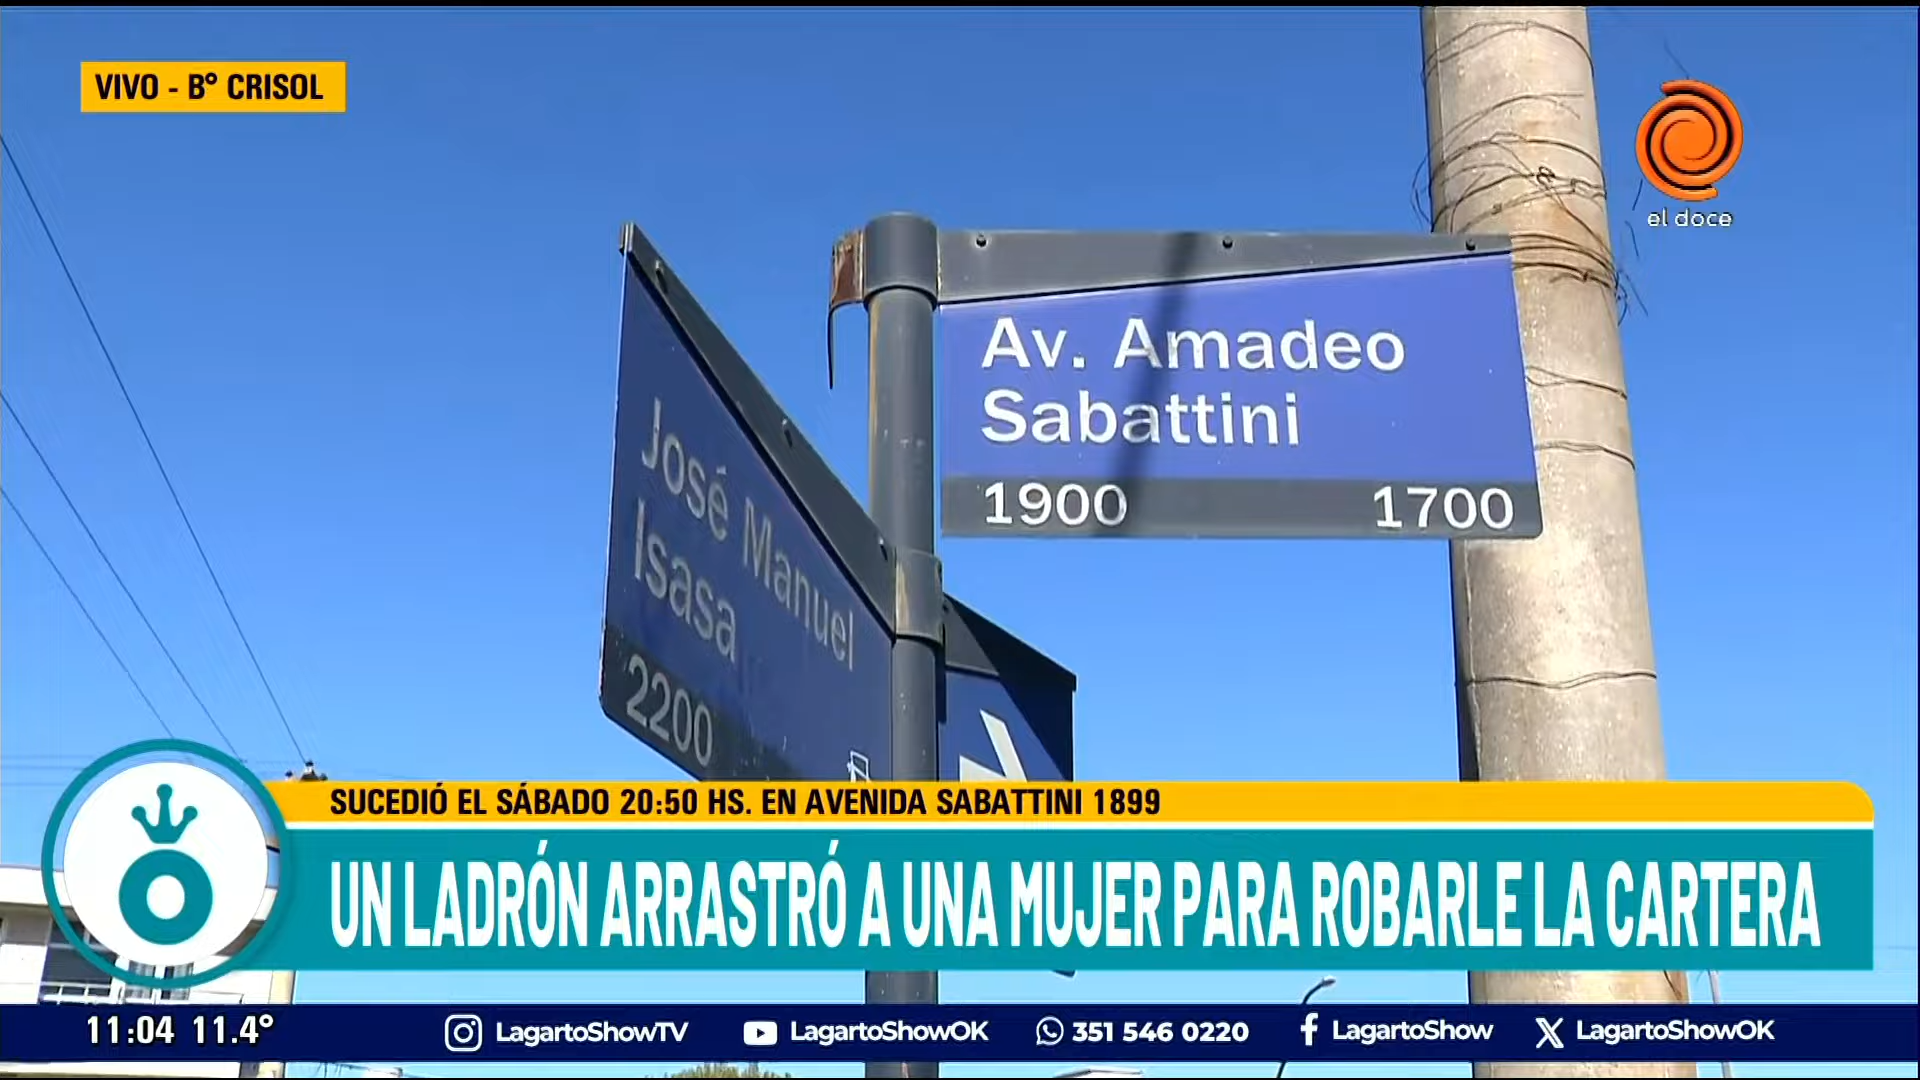 VIVO - B° CRISOL
el doce
Av. Amadeo
Sabattini
1900 1700
José Manuel
Isasa
2200
SUCEDIÓ EL SÁBADO 20:50 HS. EN AVENIDA SABATTINI 1899
UN LADRÓN ARRASTRÓ A UNA MUJER PARA ROBARLE LA CARTERA
11:04 11.4° LagartoShowTV LagartoShowOK 351 546 0220 LagartoShow LagartoShowOK